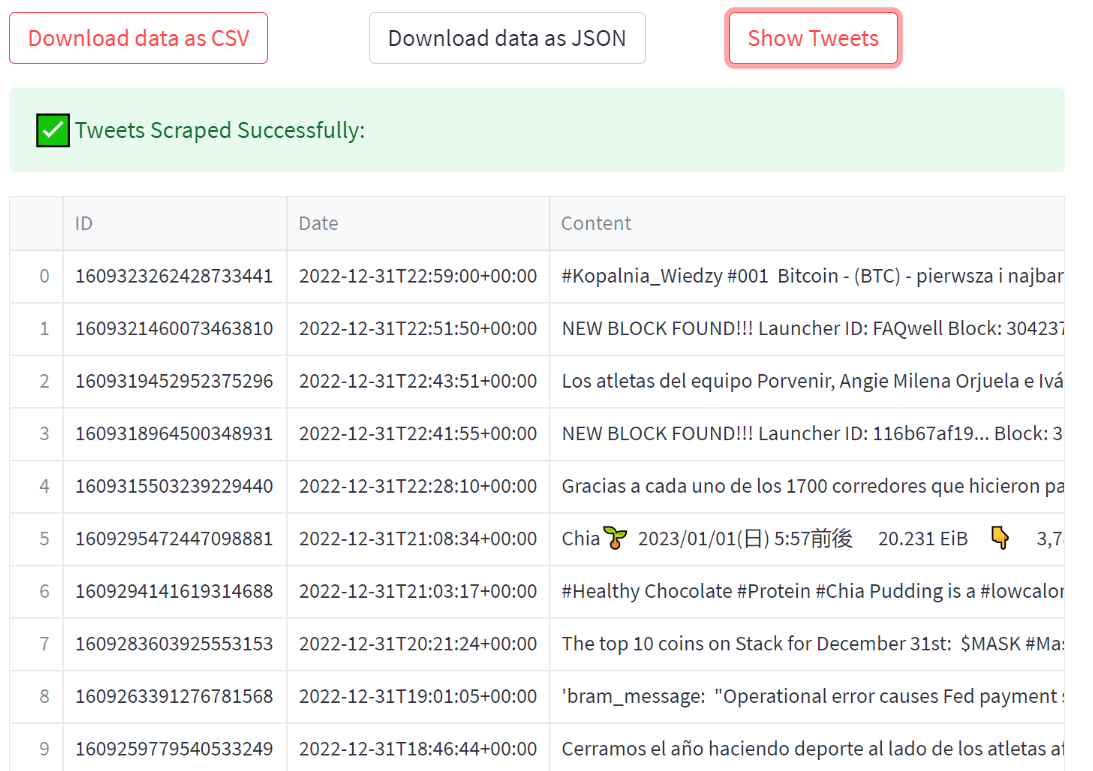 Download data as CSV Download data as JSON Show Tweets
✅ Tweets Scraped Successfully:
ID Date Content
0 1609323262428733441 2022-12-31T22:59:00+00:00 #Kopalnia_Wiedzy #001 Bitcoin - (BTC) - pierwsza i najbar
1 1609321460073463810 2022-12-31T22:51:50+00:00 NEW BLOCK FOUND!!! Launcher ID: FAQwell Block: 304237
2 1609319452952375296 2022-12-31T22:43:51+00:00 Los atletas del equipo Porvenir, Angie Milena Orjuela e Ivá
3 1609318964500348931 2022-12-31T22:41:55+00:00 NEW BLOCK FOUND!!! Launcher ID: 116b67af19... Block: 3
4 1609315503239229440 2022-12-31T22:28:10+00:00 Gracias a cada uno de los 1700 corredores que hicieron pa
5 1609295472447098881 2022-12-31T21:08:34+00:00 Chia🌱 2023/01/01(日) 5:57前後 20.231 EiB 👇 3,7
6 1609294141619314688 2022-12-31T21:03:17+00:00 #Healthy Chocolate #Protein #Chia Pudding is a #lowcalor
7 1609283603925553153 2022-12-31T20:21:24+00:00 The top 10 coins on Stack for December 31st: $MASK #Mas
8 1609263391276781568 2022-12-31T19:01:05+00:00 'bram_message: "Operational error causes Fed payment s
9 1609259779540533249 2022-12-31T18:46:44+00:00 Cerramos el año haciendo deporte al lado de los atletas af